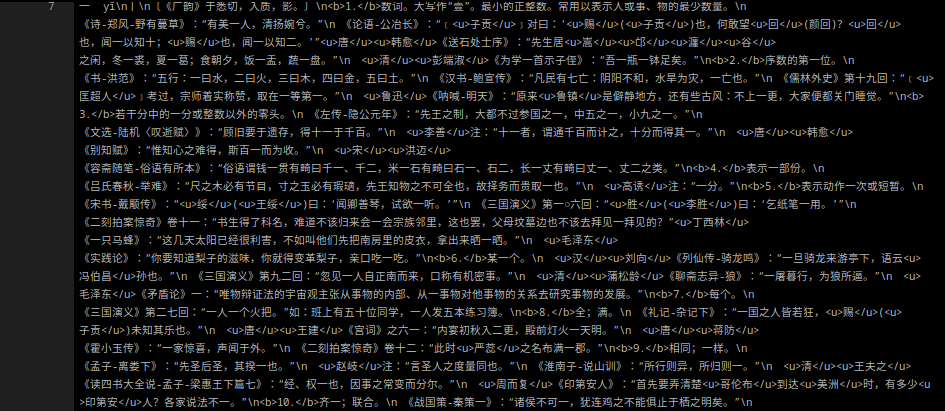 7 一 yī\n|\n〔《广韵》于悉切，入质，影。〕\n<b>1.</b>数词。大写作“壹”。最小的正整数。常用以表示人或事、物的最少数量。\n
《诗-郑风-野有蔓草》：“有美一人，清扬婉兮。”\n 《论语-公冶长》：“﹝<u>子贡</u>﹞对曰：‘<u>赐</u>(<u>子贡</u>)也，何敢望<u>回</u>(颜回)？<u>回</u>
也，闻一以知十；<u>赐</u>也，闻一以知二。’”<u>唐</u><u>韩愈</u>《送石处士序》：“先生居<u>嵩</u><u>邙</u><u>瀍</u><u>谷</u>
之闲，冬一裘，夏一葛；食朝夕，饭一盂，蔬一盘。”\n <u>清</u><u>彭端淑</u>《为学一首示子侄》：“吾一瓶一钵足矣。”\n<b>2.</b>序数的第一位。\n
《书-洪范》：“五行：一曰水，二曰火，三曰木，四曰金，五曰土。”\n 《汉书-鲍宣传》：“凡民有七亡：阴阳不和，水旱为灾，一亡也。”\n 《儒林外史》第十九回：“﹝<u>
匡超人</u>﹞考过，宗师着实称赞，取在一等第一。”\n <u>鲁迅</u>《呐喊-明天》：“原来<u>鲁镇</u>是僻静地方，还有些古风：不上一更，大家便都关门睡觉。”\n<b>
3.</b>若干分中的一分或整数以外的零头。\n 《左传-隐公元年》：“先王之制，大都不过参国之一，中五之一，小九之一。”\n
《文选-陆机〈叹逝赋〉》：“顾旧要于遗存，得十一于千百。”\n <u>李善</u>注：“十一者，谓通千百而计之，十分而得其一。”\n <u>唐</u><u>韩愈</u>
《别知赋》：“惟知心之难得，斯百一而为收。”\n <u>宋</u><u>洪迈</u>
《容斋随笔-俗语有所本》：“俗语谓钱一贯有畸曰千一、千二，米一石有畸曰石一、石二，长一丈有畸曰丈一、丈二之类。”\n<b>4.</b>表示一部份。\n
《吕氏春秋-举难》：“尺之木必有节目，寸之玉必有瑕瓋，先王知物之不可全也，故择务而贵取一也。”\n <u>高诱</u>注：“一分。”\n<b>5.</b>表示动作一次或短暂。\n
《宋书-戴颙传》：“<u>绥</u>(<u>王绥</u>)曰：‘闻卿善琴，试欲一听。’”\n 《三国演义》第一○六回：“<u>胜</u>(<u>李胜</u>)曰：‘乞纸笔一用。’”\n
《二刻拍案惊奇》卷十一：“书生得了科名，难道不该归来会一会宗族邻里，这也罢，父母坟墓边也不该去拜见一拜见的？”<u>丁西林</u>
《一只马蜂》：“这几天太阳已经很利害，不如叫他们先把南房里的皮衣，拿出来晒一晒。”\n <u>毛泽东</u>
《实践论》：“你要知道梨子的滋味，你就得变革梨子，亲口吃一吃。”\n<b>6.</b>某一个。\n <u>汉</u><u>刘向</u>《列仙传-骑龙鸣》：“一旦骑龙来游亭下，语云<u>
冯伯昌</u>孙也。”\n 《三国演义》第九二回：“忽见一人自正南而来，口称有机密事。”\n <u>清</u><u>蒲松龄</u>《聊斋志异-狼》：“一屠暮行，为狼所逼。”\n <u>
毛泽东</u>《矛盾论》一：“唯物辩证法的宇宙观主张从事物的内部、从一事物对他事物的关系去研究事物的发展。”\n<b>7.</b>每个。\n
《三国演义》第二七回：“一人一个火把。”如：班上有五十位同学，一人发五本练习簿。\n<b>8.</b>全；满。\n 《礼记-杂记下》：“一国之人皆若狂，<u>赐</u>(<u>
子贡</u>)未知其乐也。”\n <u>唐</u><u>王建</u>《宫词》之六一：“内宴初秋入二更，殿前灯火一天明。”\n <u>唐</u><u>蒋防</u>
《霍小玉传》：“一家惊喜，声闻于外。”\n 《二刻拍案惊奇》卷十二：“此时<u>严蕊</u>之名布满一郡。”\n<b>9.</b>相同；一样。\n
《孟子-离娄下》：“先圣后圣，其揆一也。”\n <u>赵岐</u>注：“言圣人之度量同也。”\n 《淮南子-说山训》：“所行则异，所归则一。”\n <u>清</u><u>王夫之</u>
《读四书大全说-孟子-梁惠王下篇七》：“经、权一也，因事之常变而分尔。”\n <u>周而复</u>《印第安人》：“首先要弄清楚<u>哥伦布</u>到达<u>美洲</u>时，有多少<u
>印第安</u>人？各家说法不一。”\n<b>10.</b>齐一；联合。\n 《战国策-秦策一》：“诸侯不可一，犹连鸡之不能俱止于栖之明矣。”\n